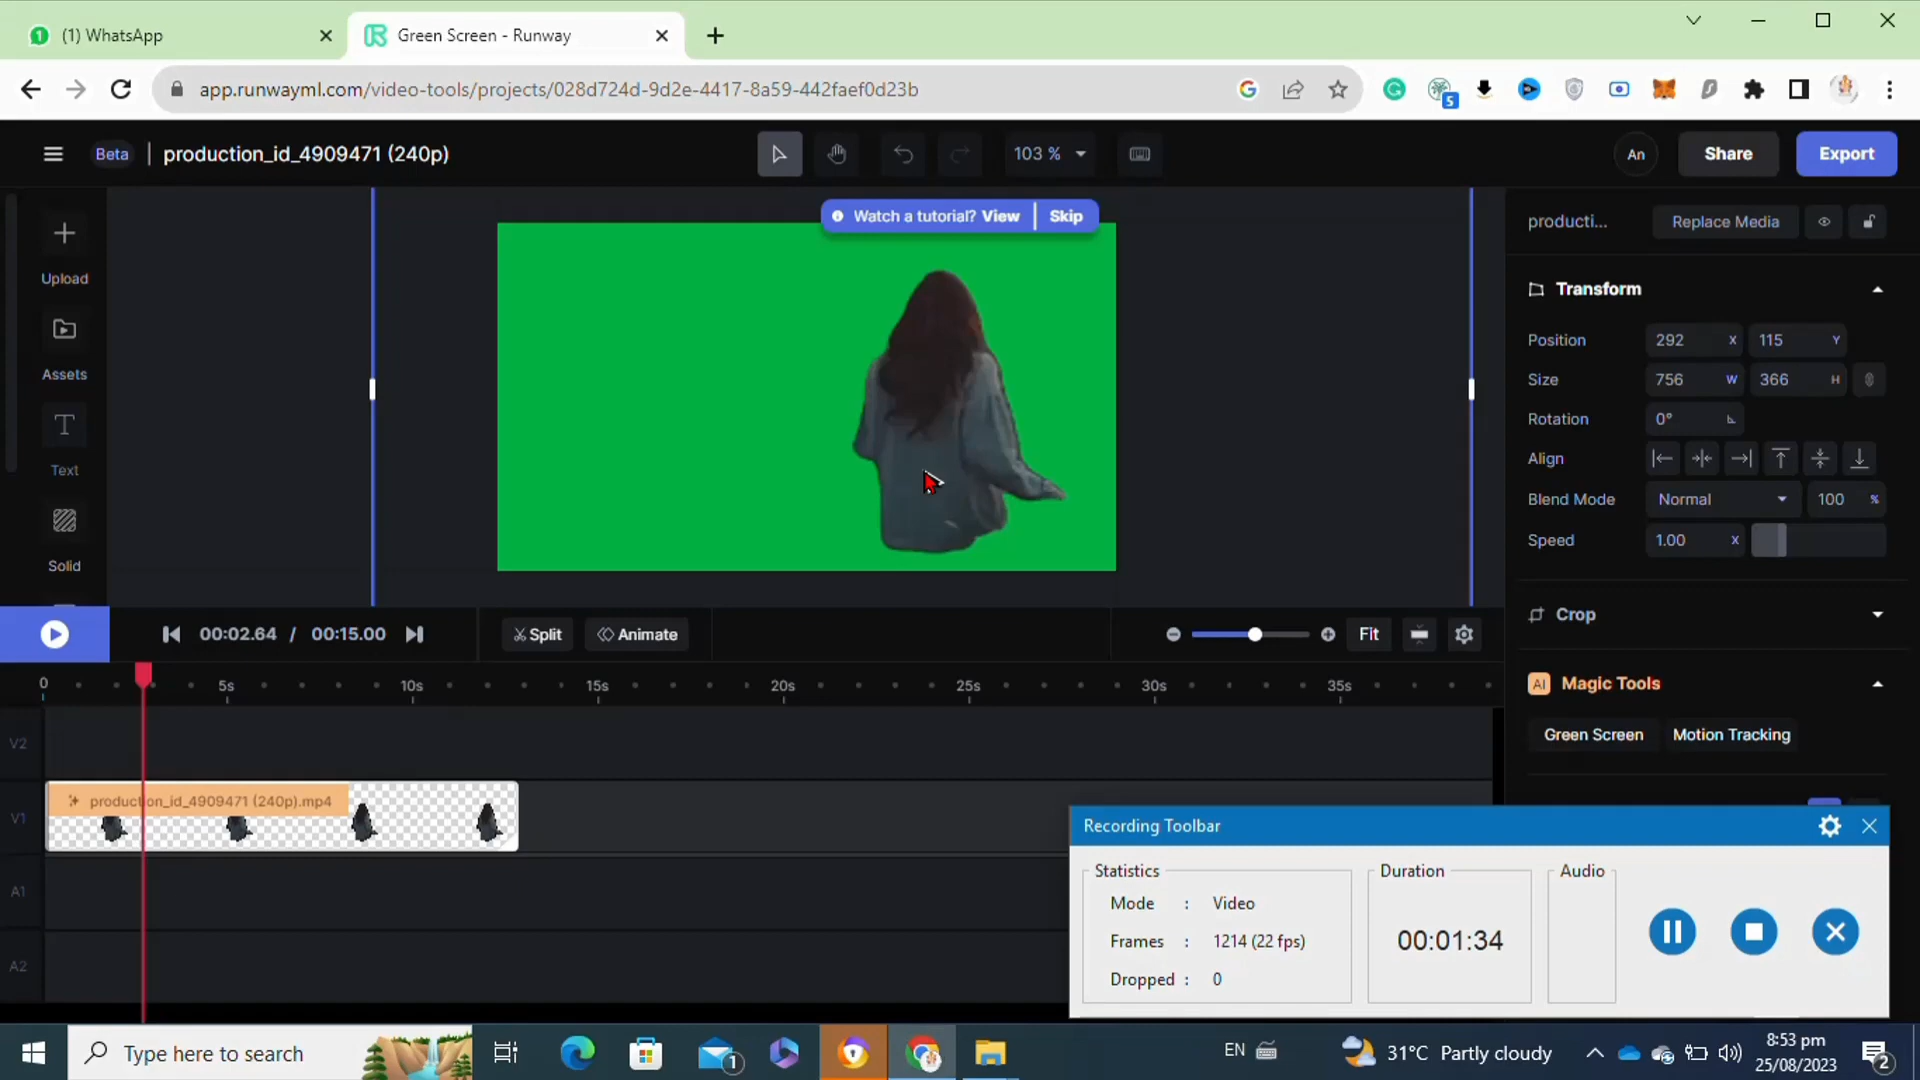 (1) WhatsApp
Green Screen - Runway
app.runwayml.com/video-tools/projects/028d724d-9d2e-4417-8a59-442faef0d23b
5
Beta
production_id_4909471 (240p)
103 %
An
Share
Export
Upload
Assets
Text
Solid
Watch a tutorial? View
Skip
producti...
Replace Media
Transform
Position 292 X 115 Y
Size 756 W 366 H
Rotation 0°
Align
Blend Mode Normal 100 %
Speed 1.00 X
Crop
AI Magic Tools
Green Screen Motion Tracking
00:02.64 / 00:15.00
Split
Animate
Fit
0 5s 10s 15s 20s 25s 30s 35s
V2
V1
production_id_4909471 (240p).mp4
A1
A2
Recording Toolbar
Statistics
Mode : Video
Frames : 1214 (22 fps)
Dropped : 0
Duration
00:01:34
Audio
Type here to search
1
EN
31°C Partly cloudy
8:53 pm
25/08/2023
2